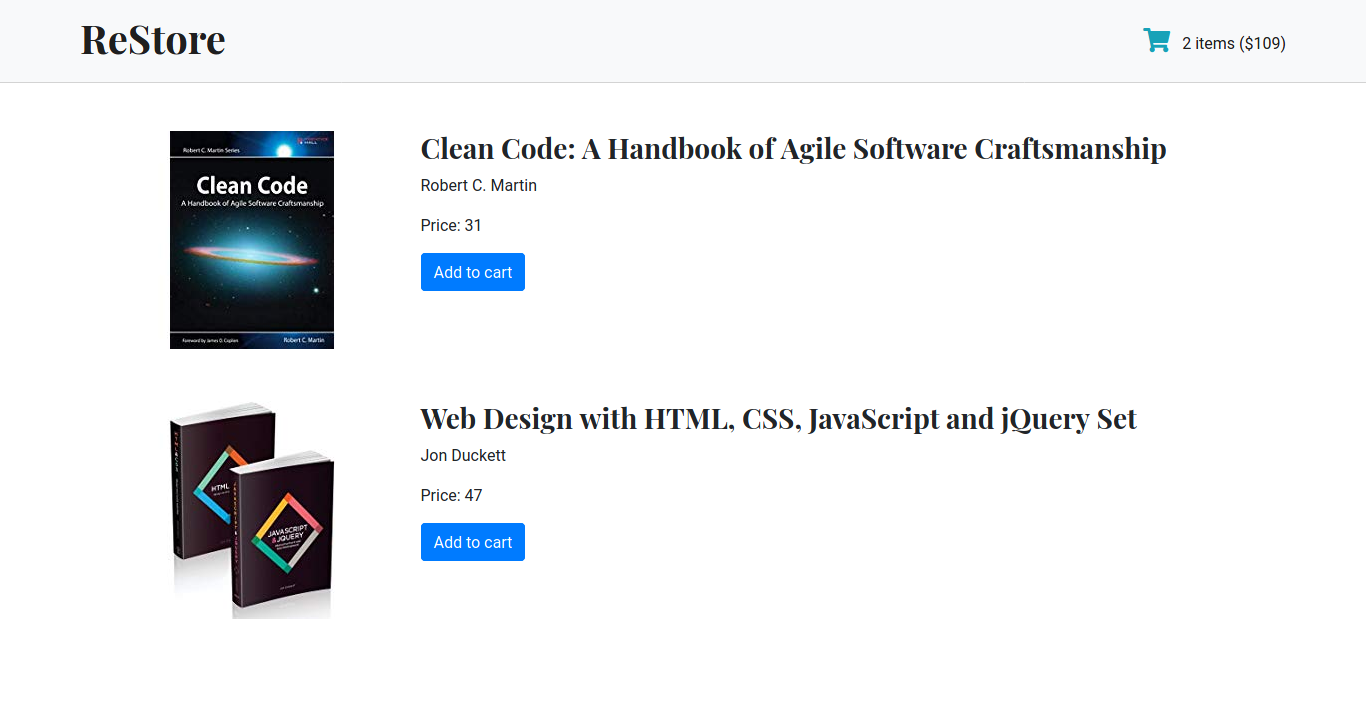 ReStore
2 items ($109)
Robert C. Martin Series
Clean Code
A Handbook of Agile Software Craftsmanship
Foreword by James O. Coplien
Robert C. Martin
Clean Code: A Handbook of Agile Software Craftsmanship
Robert C. Martin
Price: 31
Add to cart
HTML
JAVASCRIPT
&JQUERY
Web Design with HTML, CSS, JavaScript and jQuery Set
Jon Duckett
Price: 47
Add to cart